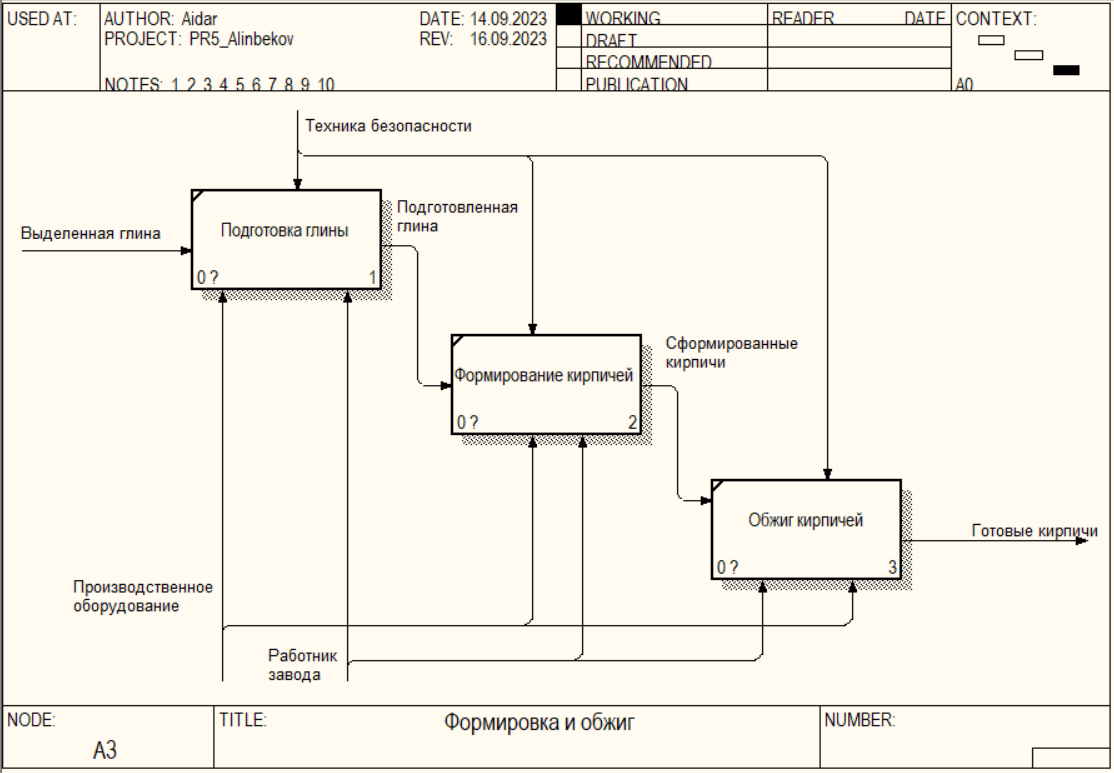 USED AT:
AUTHOR: Aidar
DATE: 14.09.2023
PROJECT: PR5_Alinbekov
REV: 16.09.2023
NOTES: 1 2 3 4 5 6 7 8 9 10
WORKING
DRAFT
RECOMMENDED
PUBLICATION
READER
DATE
CONTEXT:
A0
Техника безопасности
Выделенная глина
Подготовка глины
0 ?
1
Подготовленная
глина
Формирование кирпичей
0 ?
2
Сформированные
кирпичи
Обжиг кирпичей
0 ?
3
Готовые кирпичи
Производственное
оборудование
Работник
завода
NODE:
A3
TITLE:
Формировка и обжиг
NUMBER: